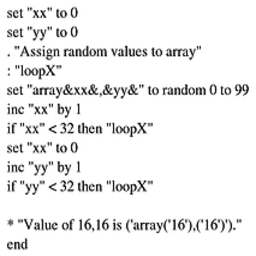 set "xx" to 0
set "yy" to 0
. "Assign random values to array"
: "loopX"
set "array&xx&,&yy&" to random 0 to 99
inc "xx" by 1
if "xx" < 32 then "loopX"
set "xx" to 0
inc "yy" by 1
if "yy" < 32 then "loopX"
* "Value of 16,16 is ('array('16'),('16')')."
end